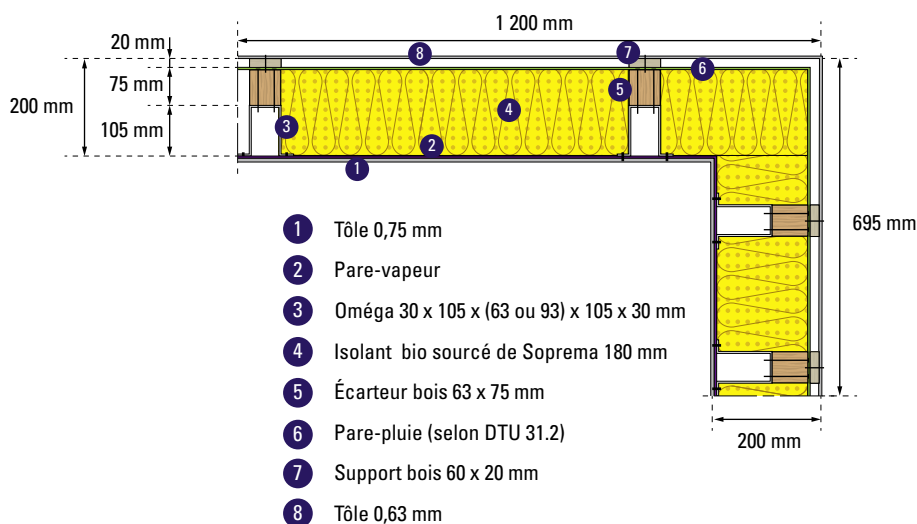 1 200 mm
20 mm
8
7
6
75 mm
5
200 mm
4
105 mm
3
2
1
695 mm
1 Tôle 0,75 mm
2 Pare-vapeur
3 Oméga 30 x 105 x (63 ou 93) x 105 x 30 mm
4 Isolant bio sourcé de Soprema 180 mm
5 Écarteur bois 63 x 75 mm
200 mm
6 Pare-pluie (selon DTU 31.2)
7 Support bois 60 x 20 mm
8 Tôle 0,63 mm